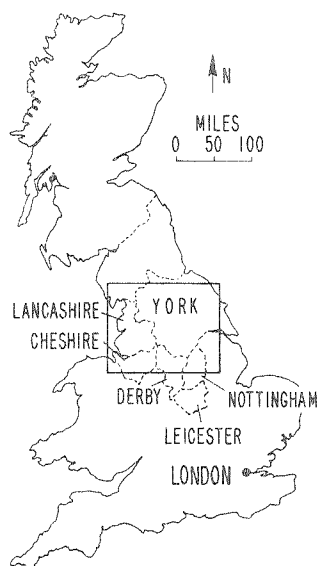 N
MILES
0 50 100
YORK
LANCASHIRE
CHESHIRE
DERBY
NOTTINGHAM
LEICESTER
LONDON